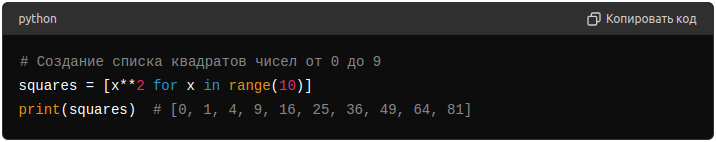 python
Копировать код
# Создание списка квадратов чисел от 0 до 9
squares = [x**2 for x in range(10)]
print(squares)  # [0, 1, 4, 9, 16, 25, 36, 49, 64, 81]